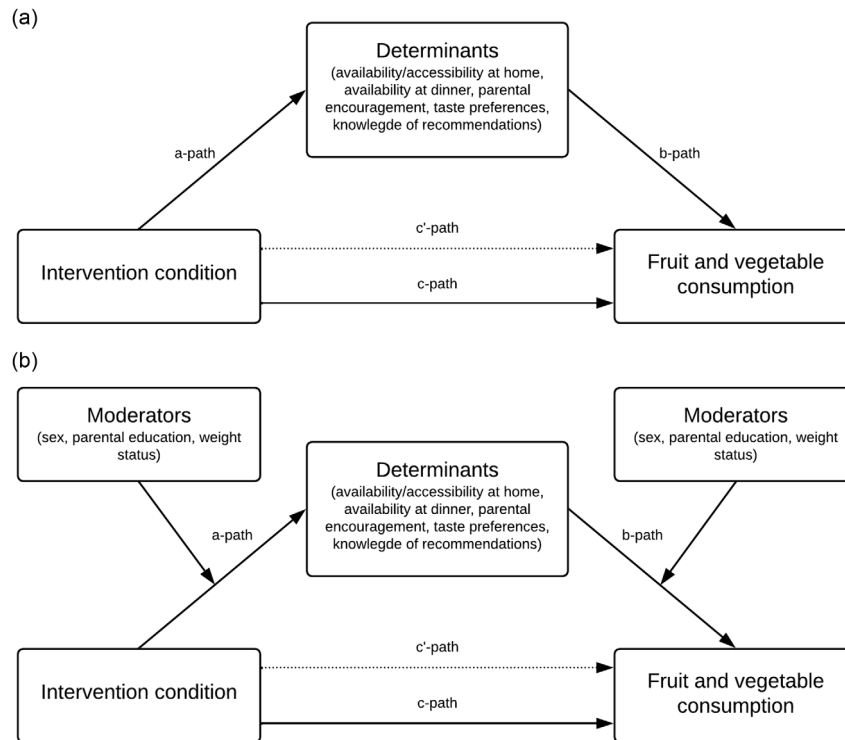 (a)
Determinants
(availability/accessibility at home,
availability at dinner, parental
encouragement, taste preferences,
knowlegde of recommendations)
a-path
b-path
c'-path
Intervention condition
Fruit and vegetable
consumption
c-path
(b)
Moderators
(sex, parental education, weight
status)
Moderators
(sex, parental education, weight
status)
Determinants
(availability/accessibility at home,
availability at dinner, parental
encouragement, taste preferences,
knowlegde of recommendations)
a-path
b-path
c'-path
Intervention condition
Fruit and vegetable
consumption
c-path